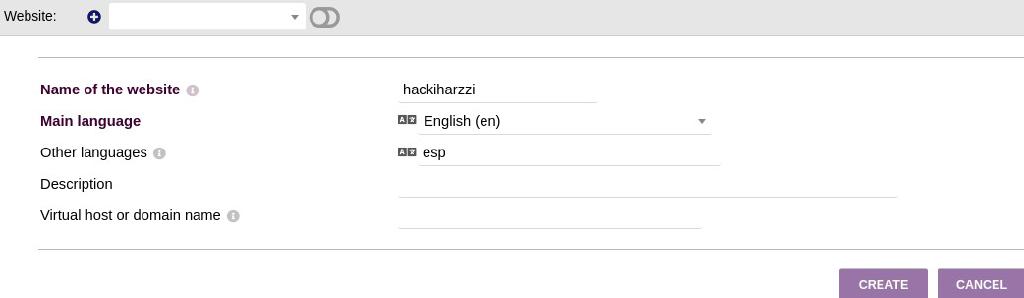 Website:
Name of the website hackiharzzi
Main language English (en)
Other languages esp
Description
Virtual host or domain name
CREATE CANCEL